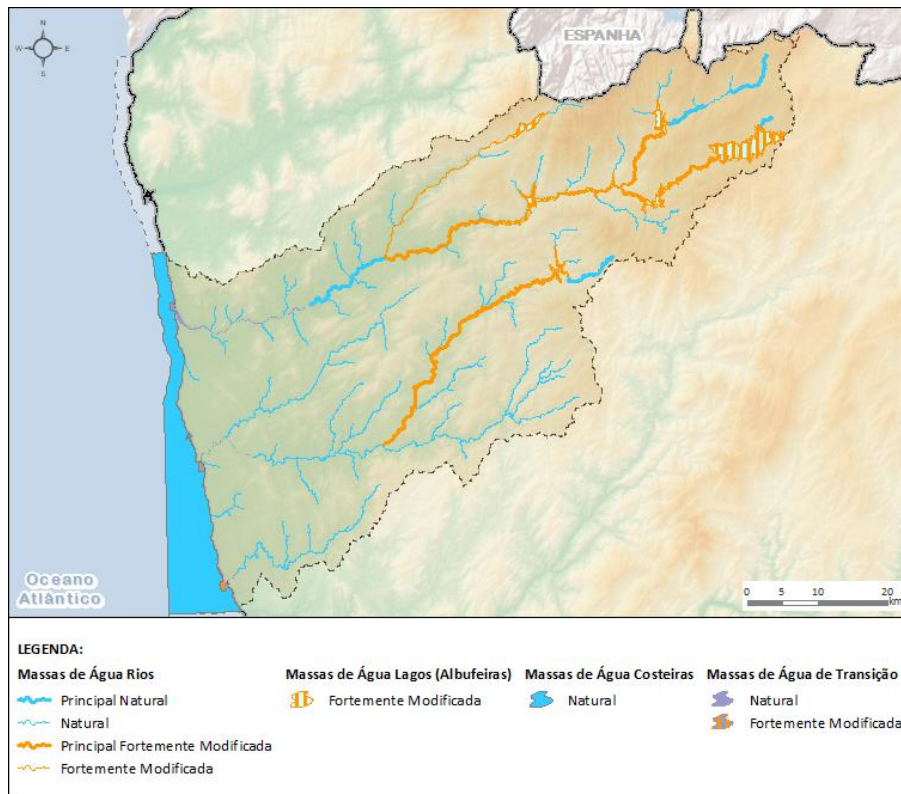 N
W E
S
ESPANHA
Oceano
Atlântico
0 5 10 20
km
LEGENDA:
Massas de Água Rios
Principal Natural
Natural
Principal Fortemente Modificada
Fortemente Modificada
Massas de Água Lagos (Albufeiras)
Fortemente Modificada
Massas de Água Costeiras
Natural
Massas de Água de Transição
Natural
Fortemente Modificada